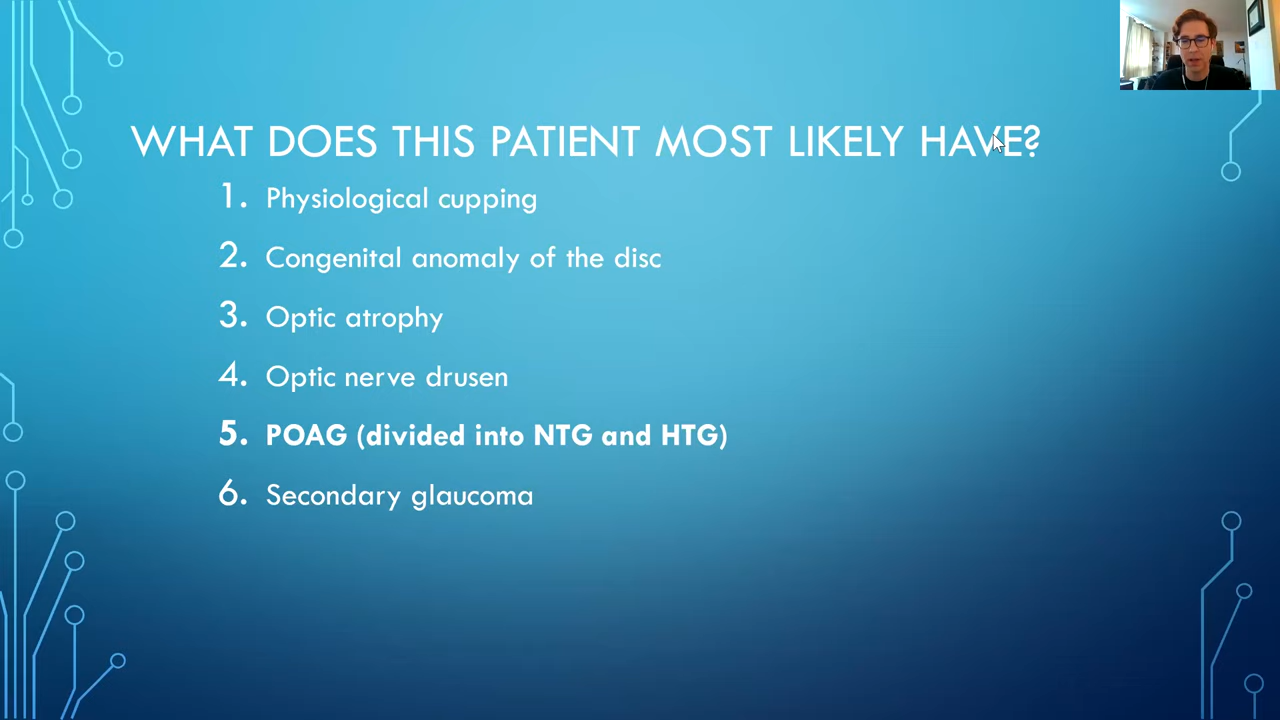 WHAT DOES THIS PATIENT MOST LIKELY HAVE?
1. Physiological cupping
2. Congenital anomaly of the disc
3. Optic atrophy
4. Optic nerve drusen
5. POAG (divided into NTG and HTG)
6. Secondary glaucoma